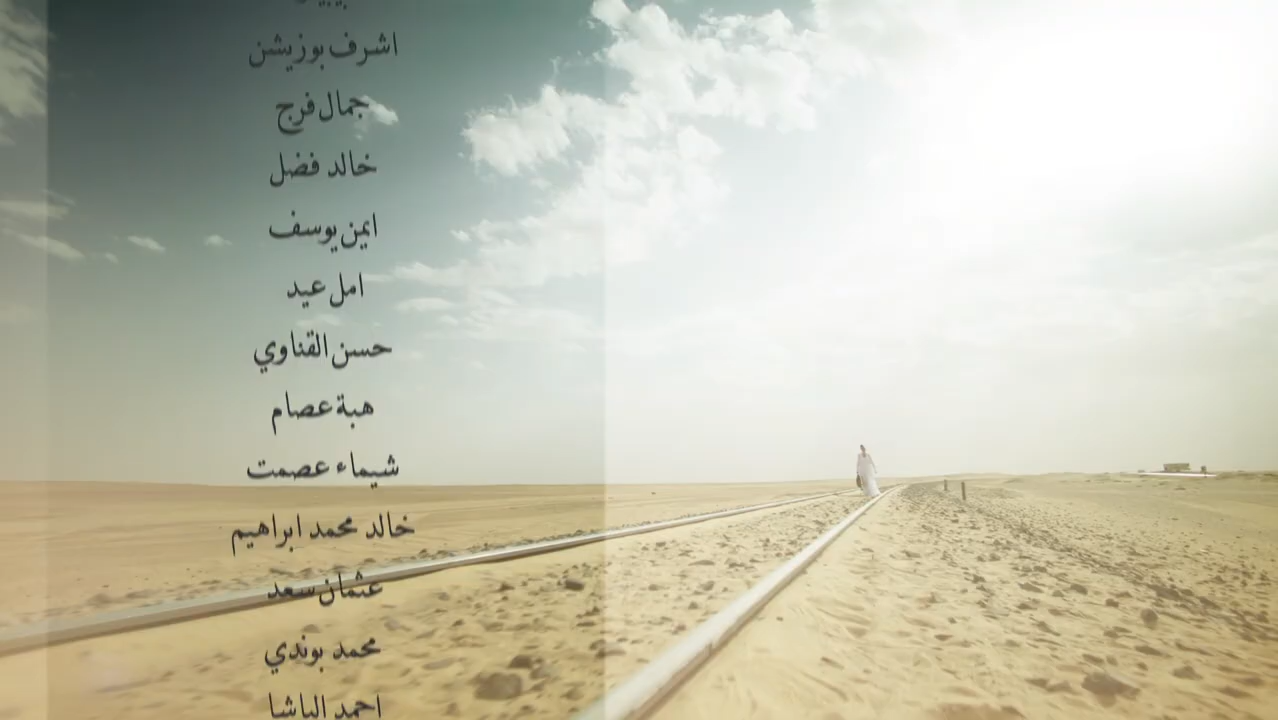 اشرف بوزيشن
جمال فرج
خالد فضل
ايمن يوسف
امل عيد
حسن القناوي
هبة عصام
شيماء عصمت
خالد محمد ابراهيم
عثمان سعد
محمد بوندي
احمد الباشا